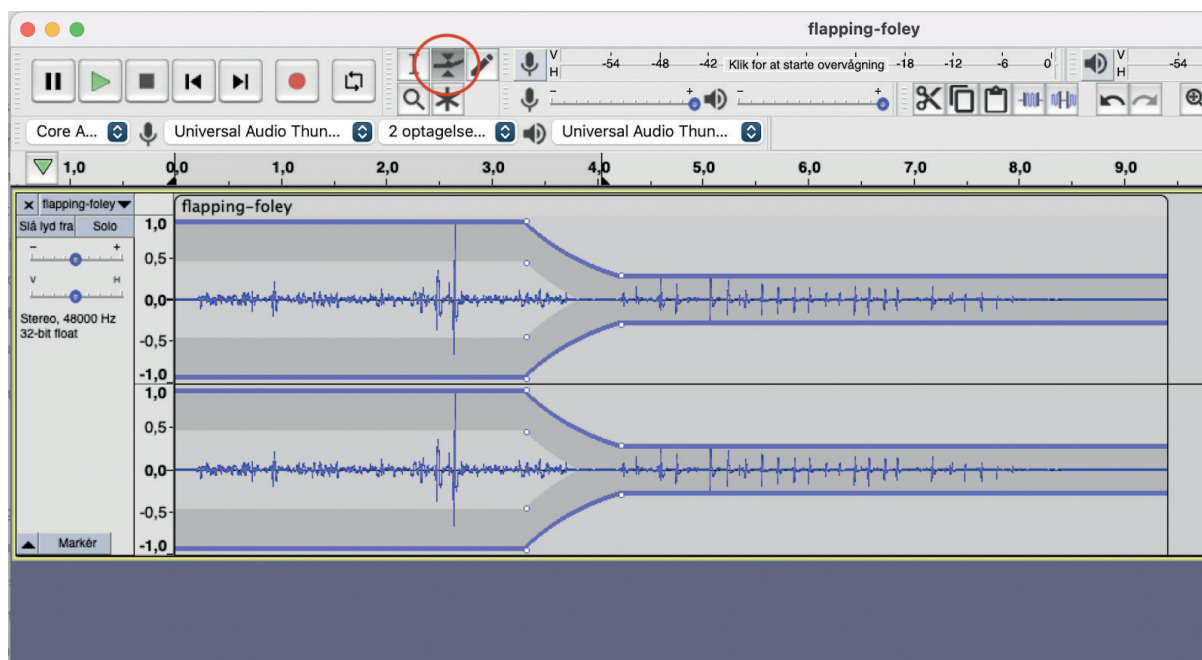 flapping-foley
V
H
-54 -48 -42 Klik for at starte overvågning -18 -12 -6 0
V
H
-54
- +
- +
Core A... Universal Audio Thun... 2 optagelse... Universal Audio Thun...
1,0 0,0 1,0 2,0 3,0 4,0 5,0 6,0 7,0 8,0 9,0
× flapping-foley
flapping-foley
Slå lyd fra Solo
- +
V H
Stereo, 48000 Hz
32-bit float
1,0
0,5
0,0
-0,5
-1,0
1,0
0,5
0,0
-0,5
-1,0
Markér